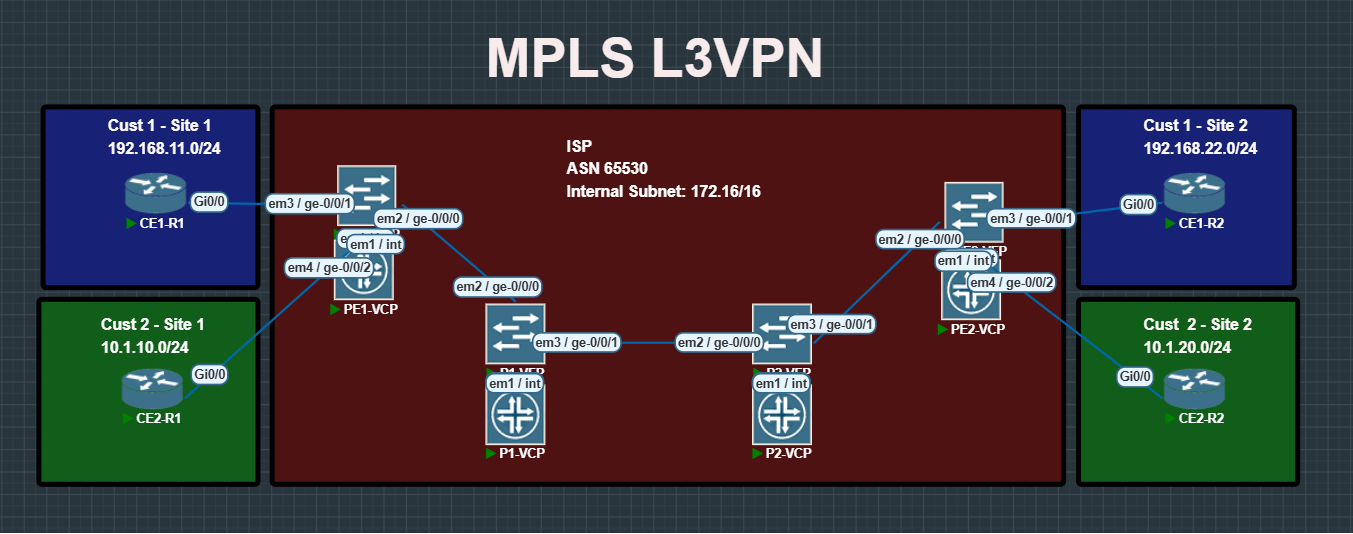 MPLS L3VPN
Cust 1 - Site 1
192.168.11.0/24
Gi0/0
CE1-R1
Cust 2 - Site 1
10.1.10.0/24
Gi0/0
CE2-R1
ISP
ASN 65530
Internal Subnet: 172.16/16
em3 / ge-0/0/1
em2 / ge-0/0/0
em1 / int
em4 / ge-0/0/2
PE1-VCP
em2 / ge-0/0/0
em3 / ge-0/0/1
em1 / int
P1-VCP
em2 / ge-0/0/0
em3 / ge-0/0/1
em1 / int
P2-VCP
em2 / ge-0/0/0
em3 / ge-0/0/1
em1 / int
em4 / ge-0/0/2
PE2-VCP
Cust 1 - Site 2
192.168.22.0/24
Gi0/0
CE1-R2
Cust 2 - Site 2
10.1.20.0/24
Gi0/0
CE2-R2